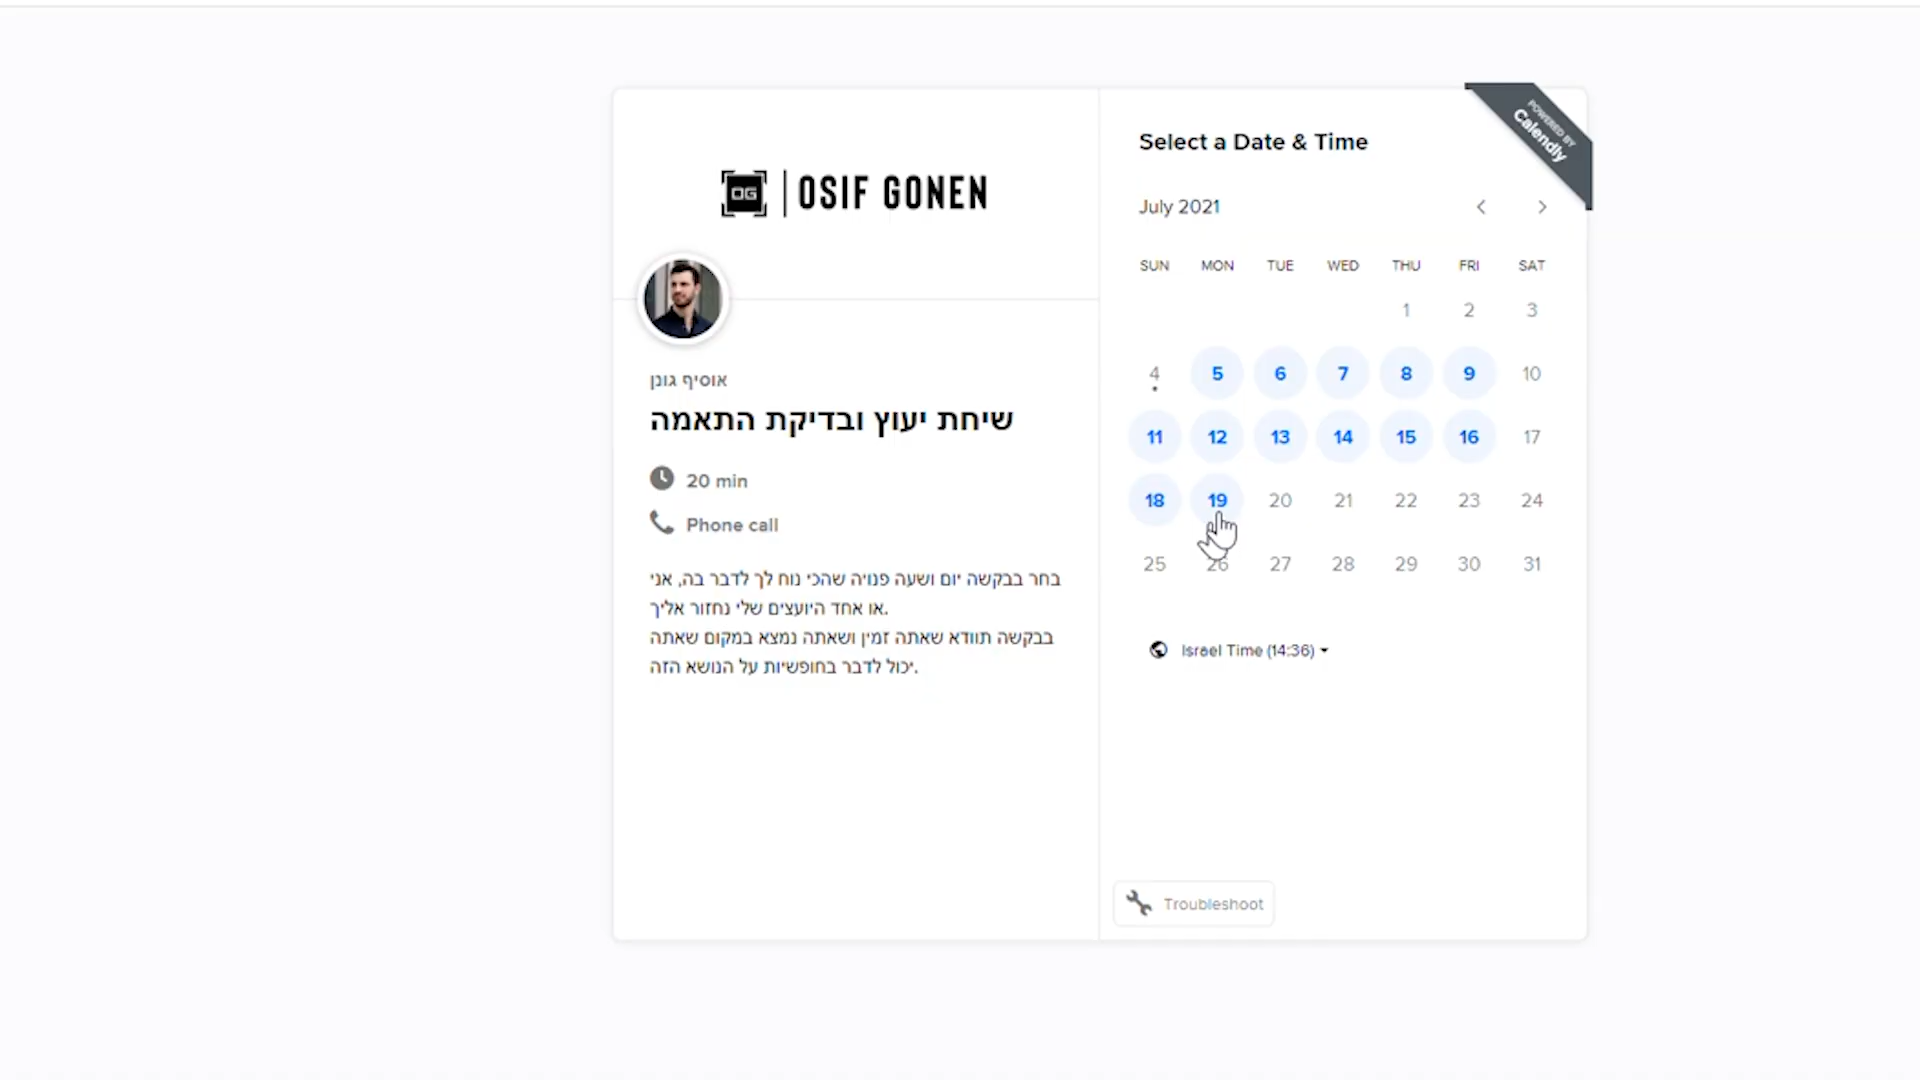 OG | OSIF GONEN
אוסיף גונן
שיחת יעוץ ובדיקת התאמה
20 min
Phone call
בחר בבקשה יום ושעה פנויה שהכי נוח לך לדבר בה, אני
או אחד היועצים שלי נחזור אליך.
בבקשה תוודא שאתה זמין ושאתה נמצא במקום שאתה
יכול לדבר בחופשיות על הנושא הזה.
POWERED BY
Calendly
Select a Date & Time
July 2021
SUN MON TUE WED THU FRI SAT
1 2 3
4 5 6 7 8 9 10
11 12 13 14 15 16 17
18 19 20 21 22 23 24
25 26 27 28 29 30 31
Israel Time (14:36)
Troubleshoot